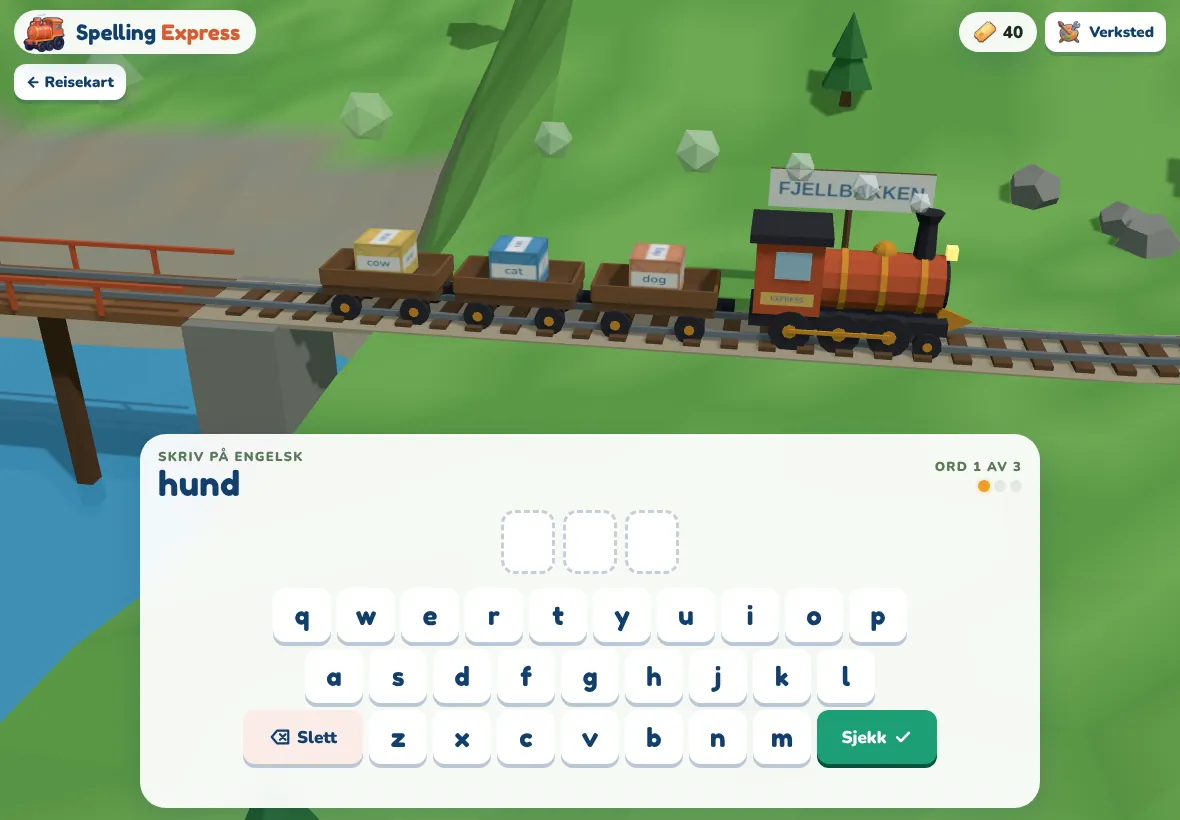 Spelling Express
40
Verksted
← Reisekart
FJELLBAKKEN
cow
cat
dog
EXPRESS
SKRIV PÅ ENGELSK
hund
ORD 1 AV 3
q w e r t y u i o p
a s d f g h j k l
Slett z x c v b n m Sjekk